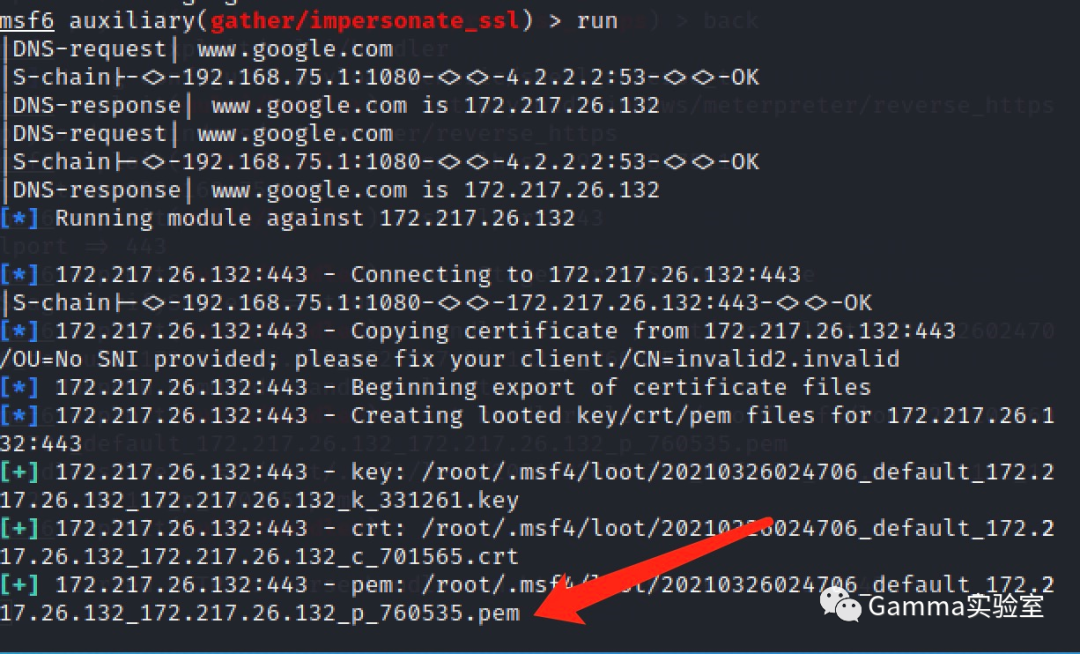 msf6 auxiliary(gather/impersonate_ssl) > run
|DNS-request| www.google.com
|S-chain|-<>-192.168.75.1:1080-<><>-4.2.2.2:53-<><>-OK
|DNS-response| www.google.com is 172.217.26.132
|DNS-request| www.google.com
|S-chain|-<>-192.168.75.1:1080-<><>-4.2.2.2:53-<><>-OK
|DNS-response| www.google.com is 172.217.26.132
[*] Running module against 172.217.26.132
lport => 443
[*] 172.217.26.132:443 - Connecting to 172.217.26.132:443
|S-chain|-<>-192.168.75.1:1080-<><>-172.217.26.132:443-<><>-OK
[*] 172.217.26.132:443 - Copying certificate from 172.217.26.132:443
/OU=No SNI provided; please fix your client./CN=invalid2.invalid
[*] 172.217.26.132:443 - Beginning export of certificate files
[*] 172.217.26.132:443 - Creating looted key/crt/pem files for 172.217.26.1
32:443
[+] 172.217.26.132:443 - key: /root/.msf4/loot/20210326024706_default_172.2
17.26.132_172.217.26.132_k_331261.key
[+] 172.217.26.132:443 - crt: /root/.msf4/loot/20210326024706_default_172.2
17.26.132_172.217.26.132_c_701565.crt
[+] 172.217.26.132:443 - pem: /root/.msf4/loot/20210326024706_default_172.2
17.26.132_172.217.26.132_p_760535.pem
Gamma实验室